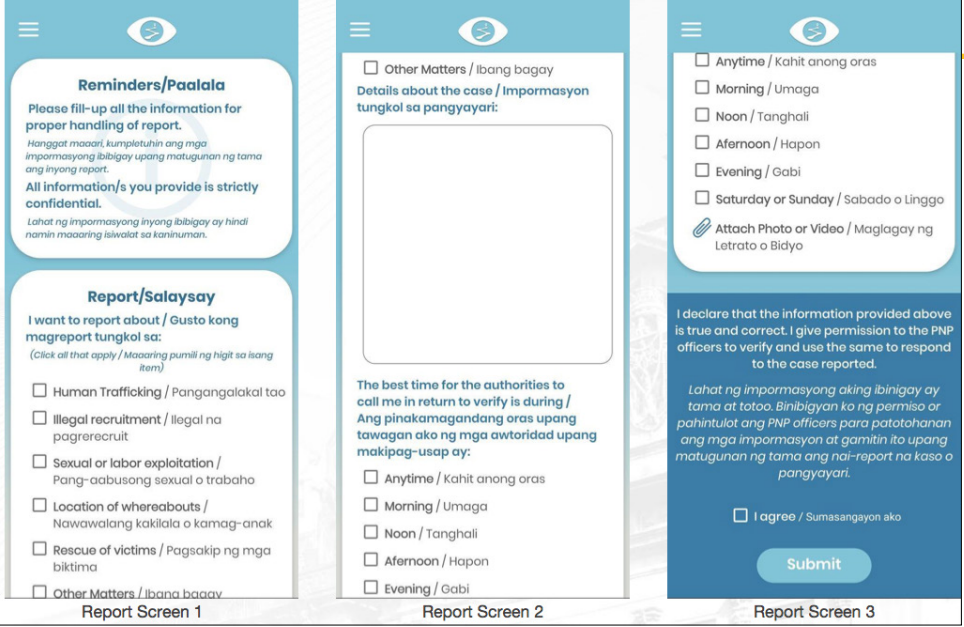 Reminders/Paalala
Please fill-up all the information for
proper handling of report.
Hanggat maaari, kumpletuhin ang mga
impormasyong ibibigay upang matugunan ng tama
ang inyong report.
All information/s you provide is strictly
confidential.
Lahat ng impormasyong inyong ibibigay ay hindi
namin maaaring isiwalat sa kaninuman.
Report/Salaysay
I want to report about / Gusto kong
magreport tungkol sa:
(Click all that apply / Maaaring pumili ng higit sa isang
item)
Human Trafficking / Pangangalakal tao
Illegal recruitment / Ilegal na
pagrerecruit
Sexual or labor exploitation /
Pang-aabusong sexual o trabaho
Location of whereabouts /
Nawawalang kakilala o kamag-anak
Rescue of victims / Pagsakip ng mga
biktima
Other Matters / Ibang bagay
Report Screen 1
Other Matters / Ibang bagay
Details about the case / Impormasyon
tungkol sa pangyayari:
The best time for the authorities to
call me in return to verify is during /
Ang pinakamagandang oras upang
tawagan ako ng mga awtoridad upang
makipag-usap ay:
Anytime / Kahit anong oras
Morning / Umaga
Noon / Tanghali
Afernoon / Hapon
Evening / Gabi
Report Screen 2
Anytime / Kahit anong oras
Morning / Umaga
Noon / Tanghali
Afernoon / Hapon
Evening / Gabi
Saturday or Sunday / Sabado o Linggo
Attach Photo or Video / Maglagay ng
Letrato o Bidyo
I declare that the information provided above
is true and correct. I give permission to the PNP
officers to verify and use the same to respond
to the case reported.
Lahat ng impormasyong aking ibinigay ay
tama at totoo. Binibigyan ko ng permiso or
pahintulot ang PNP officers para patotohanan
ang mga impormasyon at gamitin ito upang
matugunan ng tama ang nai-report na kaso o
pangyayari.
I agree / Sumasangayon ako
Submit
Report Screen 3